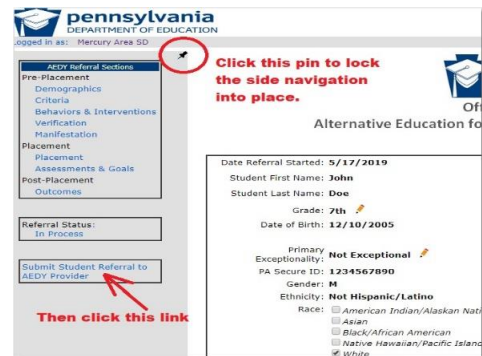 pennsylvania
DEPARTMENT OF EDUCATION
ogged in as: Mercury Area SD
AEDY Referral Sections
Pre-Placement
Demographics
Criteria
Behaviors & Interventions
Verification
Manifestation
Placement
Placement
Assessments & Goals
Post-Placement
Outcomes
Referral Status:
In Process
Submit Student Referral to
AEDY Provider
Then click this link
Click this pin to lock
the side navigation
into place.
Of
Alternative Education fo
Date Referral Started: 5/17/2019
Student First Name: John
Student Last Name: Doe
Grade: 7th
Date of Birth: 12/10/2005
Primary
Exceptionality: Not Exceptional
PA Secure ID: 1234567890
Gender: M
Ethnicity: Not Hispanic/Latino
Race: American Indian/Alaskan Nati
Asian
Black/African American
Native Hawaiian/Pacific Island
White